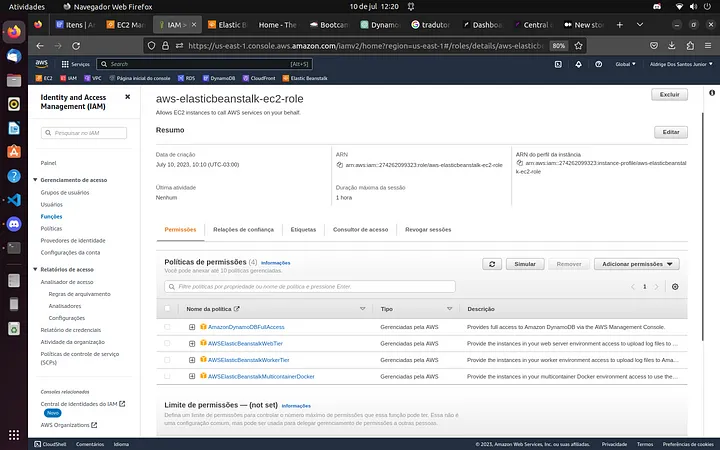 Atividades
Navegador Web Firefox
10 de jul 12:20
Itens | An
EC2 Man
IAM >
Elastic B
Home - The
Bootcam
Dynamo
tradutor
Dashboa
Central d
New stor
https://us-east-1.console.aws.amazon.com/iamv2/home?region=us-east-1#/roles/details/aws-elasticb
80%
aws
Serviços
Search
[Alt+S]
Global
Aldrige Dos Santos Junior
EC2
IAM
VPC
Página inicial do console
RDS
DynamoDB
CloudFront
Elastic Beanstalk
Identity and Access Management (IAM)
Pesquisar no IAM
Painel
Gerenciamento de acesso
Grupos de usuários
Usuários
Funções
Políticas
Provedores de identidade
Configurações da conta
Relatórios de acesso
Analisador de acesso
Regras de arquivamento
Analisadores
Configurações
Relatório de credenciais
Atividade da organização
Políticas de controle de serviço (SCPs)
Consoles relacionados
Central de identidades do IAM
Novo
AWS Organizations
aws-elasticbeanstalk-ec2-role
Excluir
Allows EC2 instances to call AWS services on your behalf.
Resumo
Editar
Data de criação
July 10, 2023, 10:10 (UTC-03:00)
ARN
arn:aws:iam::274262099323:role/aws-elasticbeanstalk-ec2-role
ARN do perfil da instância
arn:aws:iam::274262099323:instance-profile/aws-elasticbeanstalk-ec2-role
Última atividade
Nenhum
Duração máxima da sessão
1 hora
Permissões
Relações de confiança
Etiquetas
Consultor de acesso
Revogar sessões
Políticas de permissões (4) Informações
Você pode anexar até 10 políticas gerenciadas.
Simular
Remover
Adicionar permissões
Filtre políticas por propriedade ou nome de política e pressione Enter.
1
Nome da política
Tipo
Descrição
AmazonDynamoDBFullAccess
Gerenciadas pela AWS
Provides full access to Amazon DynamoDB via the AWS Management Console.
AWSElasticBeanstalkWebTier
Gerenciadas pela AWS
Provide the instances in your web server environment access to upload log files to ...
AWSElasticBeanstalkWorkerTier
Gerenciadas pela AWS
Provide the instances in your worker environment access to upload log files to Ama...
AWSElasticBeanstalkMulticontainerDocker
Gerenciadas pela AWS
Provide the instances in your multicontainer Docker environment access to use the...
Limite de permissões — (not set) Informações
Defina um limite de permissões para controlar o número máximo de permissões que essa função pode ter. Essa não é
uma configuração comum, mas pode ser usada para delegar gerenciamento de permissões a outras pessoas.
CloudShell
Comentários
Idioma
© 2023, Amazon Web Services, Inc. ou suas afiliadas.
Privacidade
Termos
Preferências de cookies